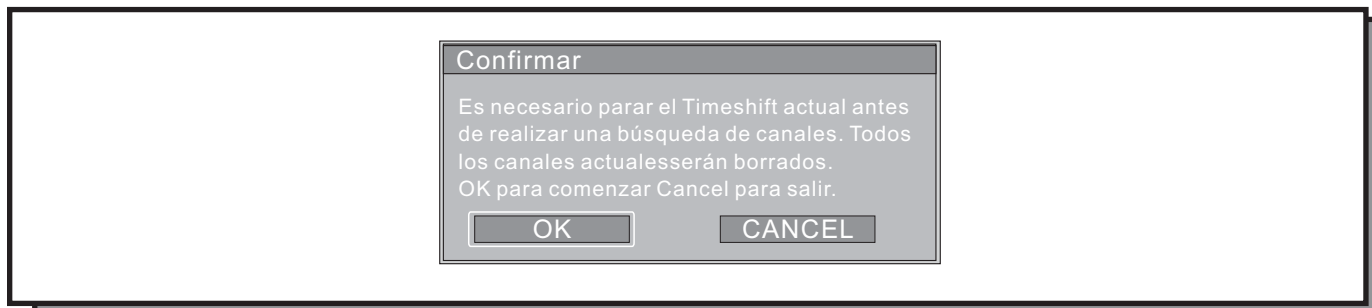 Confirmar
Es necesario parar el Timeshift actual antes
de realizar una búsqueda de canales. Todos
los canales actualesserán borrados.
OK para comenzar Cancel para salir.
OK
CANCEL